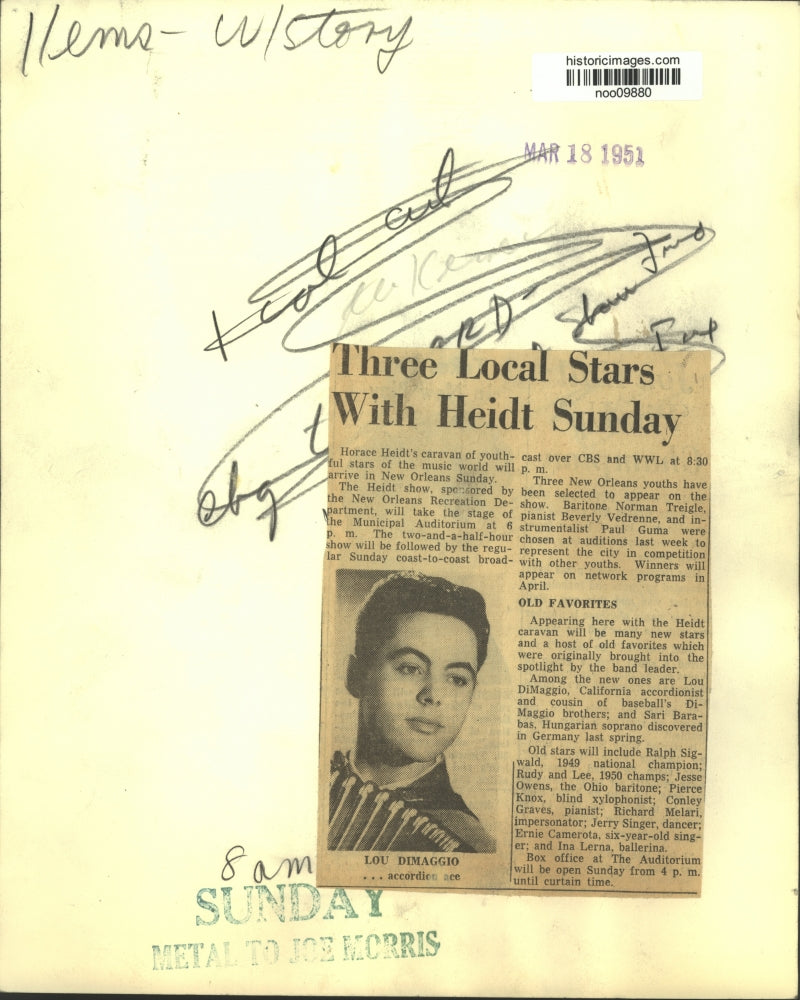 Items - w/story
historicimages.com
noo09880
MAR 18 1951
1 col cut
Three Local Stars
With Heidt Sunday
Horace Heidt's caravan of youth-
ful stars of the music world will
arrive in New Orleans Sunday.
The Heidt show, sponsored by
the New Orleans Recreation De-
partment, will take the stage of
the Municipal Auditorium at 6
p. m. The two-and-a-half-hour
show will be followed by the regu-
lar Sunday coast-to-coast broad-
cast over CBS and WWL at 8:30
p. m.
Three New Orleans youths have
been selected to appear on the
show. Baritone Norman Treigle,
pianist Beverly Vedrenne, and in-
strumentalist Paul Guma were
chosen at auditions last week to
represent the city in competition
with other youths. Winners will
appear on network programs in
April.
OLD FAVORITES
Appearing here with the Heidt
caravan will be many new stars
and a host of old favorites which
were originally brought into the
spotlight by the band leader.
Among the new ones are Lou
DiMaggio, California accordionist
and cousin of baseball's Di-
Maggio brothers; and Sari Bara-
bas, Hungarian soprano discovered
in Germany last spring.
Old stars will include Ralph Sig-
wald, 1949 national champion;
Rudy and Lee, 1950 champs; Jesse
Owens, the Ohio baritone; Pierce
Knox, blind xylophonist; Conley
Graves, pianist; Richard Melari,
impersonator; Jerry Singer, dancer;
Ernie Camerota, six-year-old sing-
er; and Ina Lerna, ballerina.
Box office at The Auditorium
will be open Sunday from 4 p. m.
until curtain time.
LOU DIMAGGIO
. . . accordion ace
8 am
SUNDAY
METAL TO JOE MORRIS